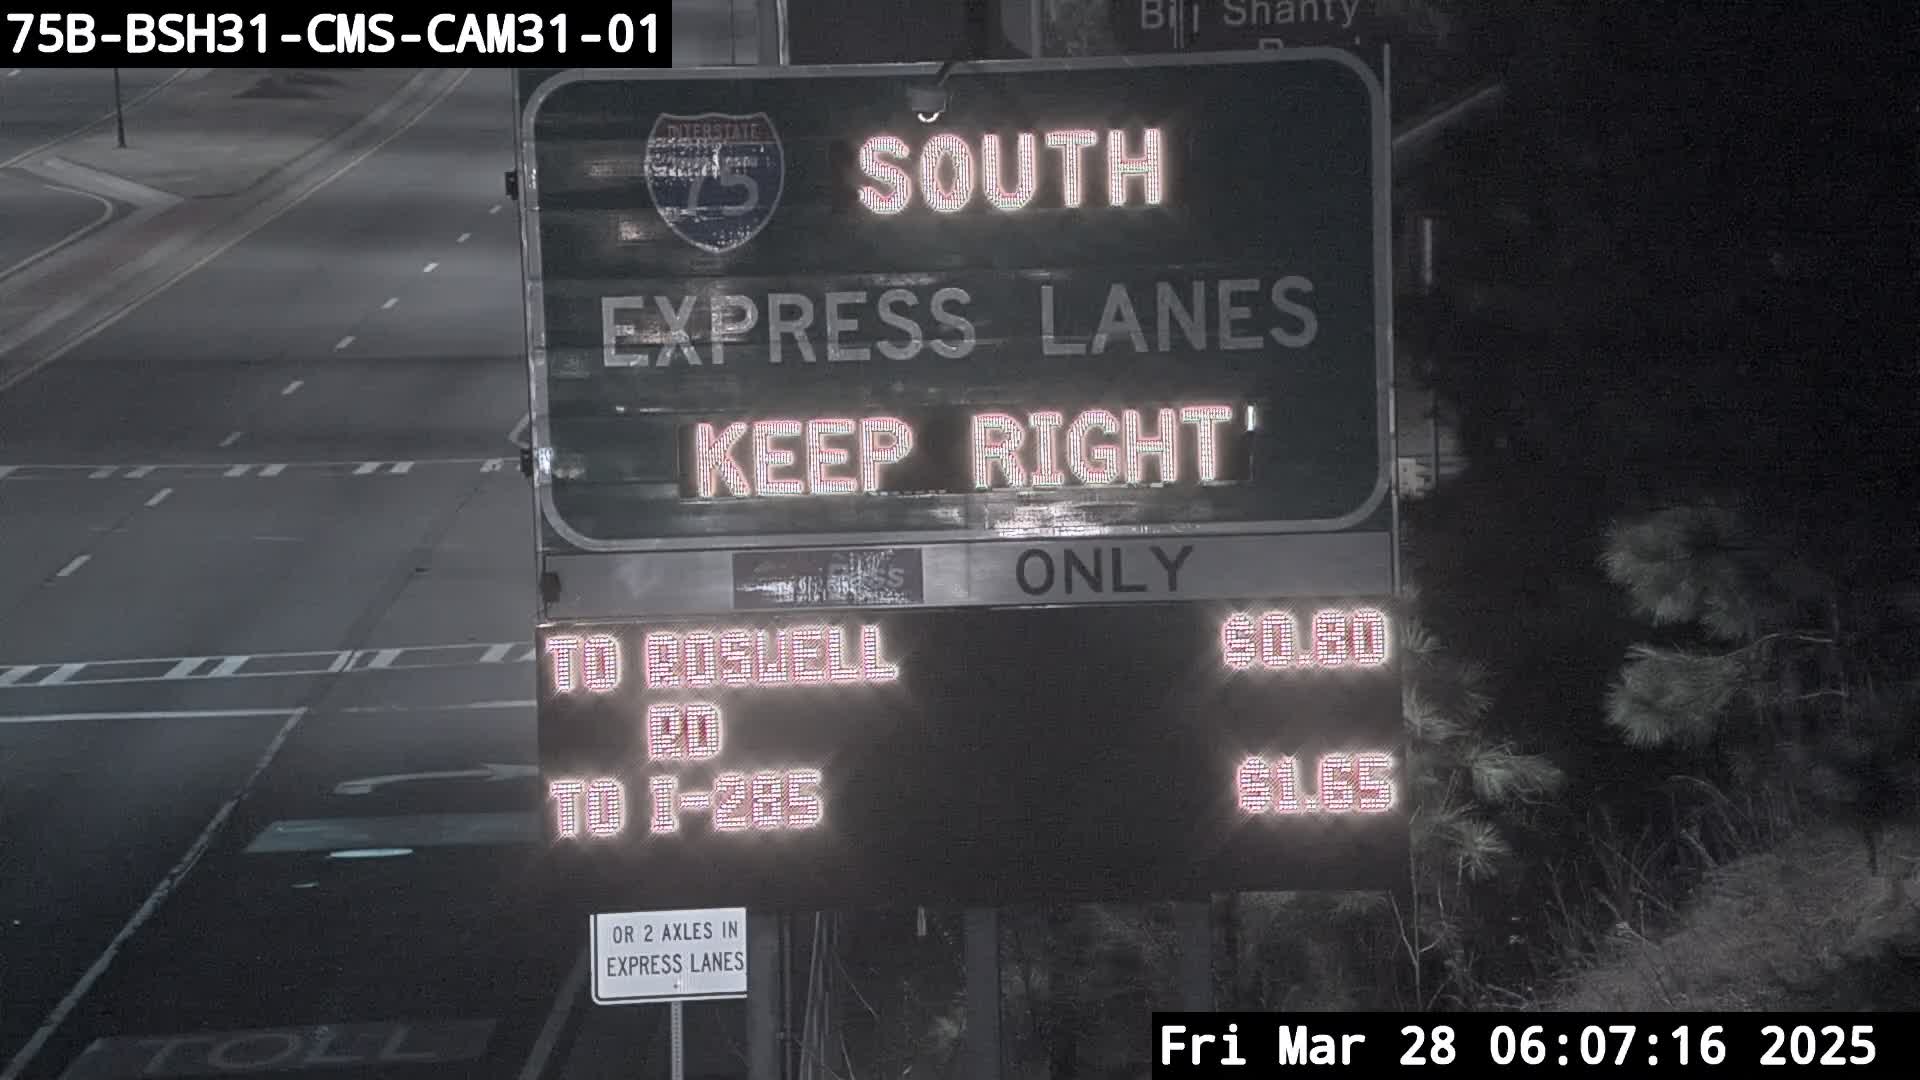 75B-BSH31-CMS-CAM31-01
Shanty
INTERSTATE
75
SOUTH
EXPRESS LANES
KEEP RIGHT
ONLY
TO ROSWELL $0.80
RD
TO I-285 $1.65
OR 2 AXLES IN
EXPRESS LANES
TOLL
Fri Mar 28 06:07:16 2025